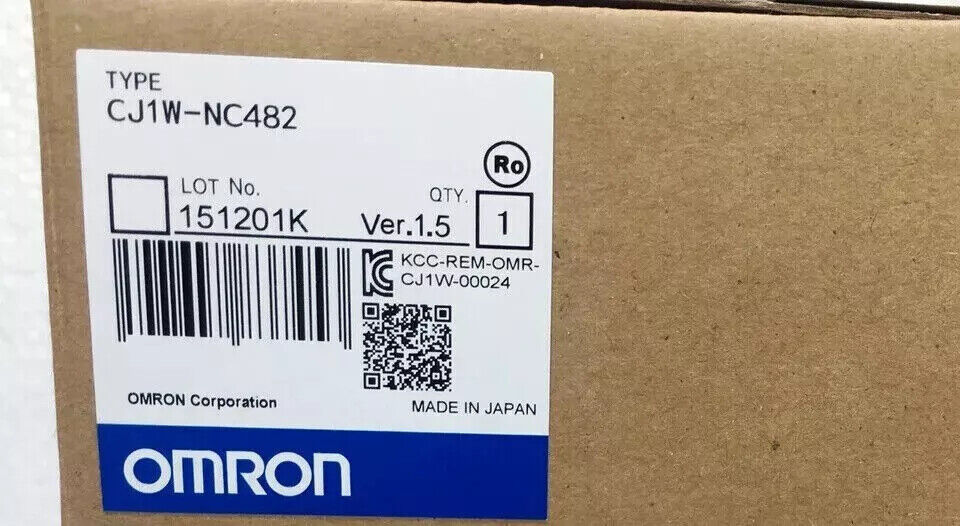 TYPE
CJ1W-NC482
Ro
LOT No.
QTY.
151201K
Ver.1.5
1
KCC-REM-OMR-
CJ1W-00024
OMRON Corporation
MADE IN JAPAN
OMRON